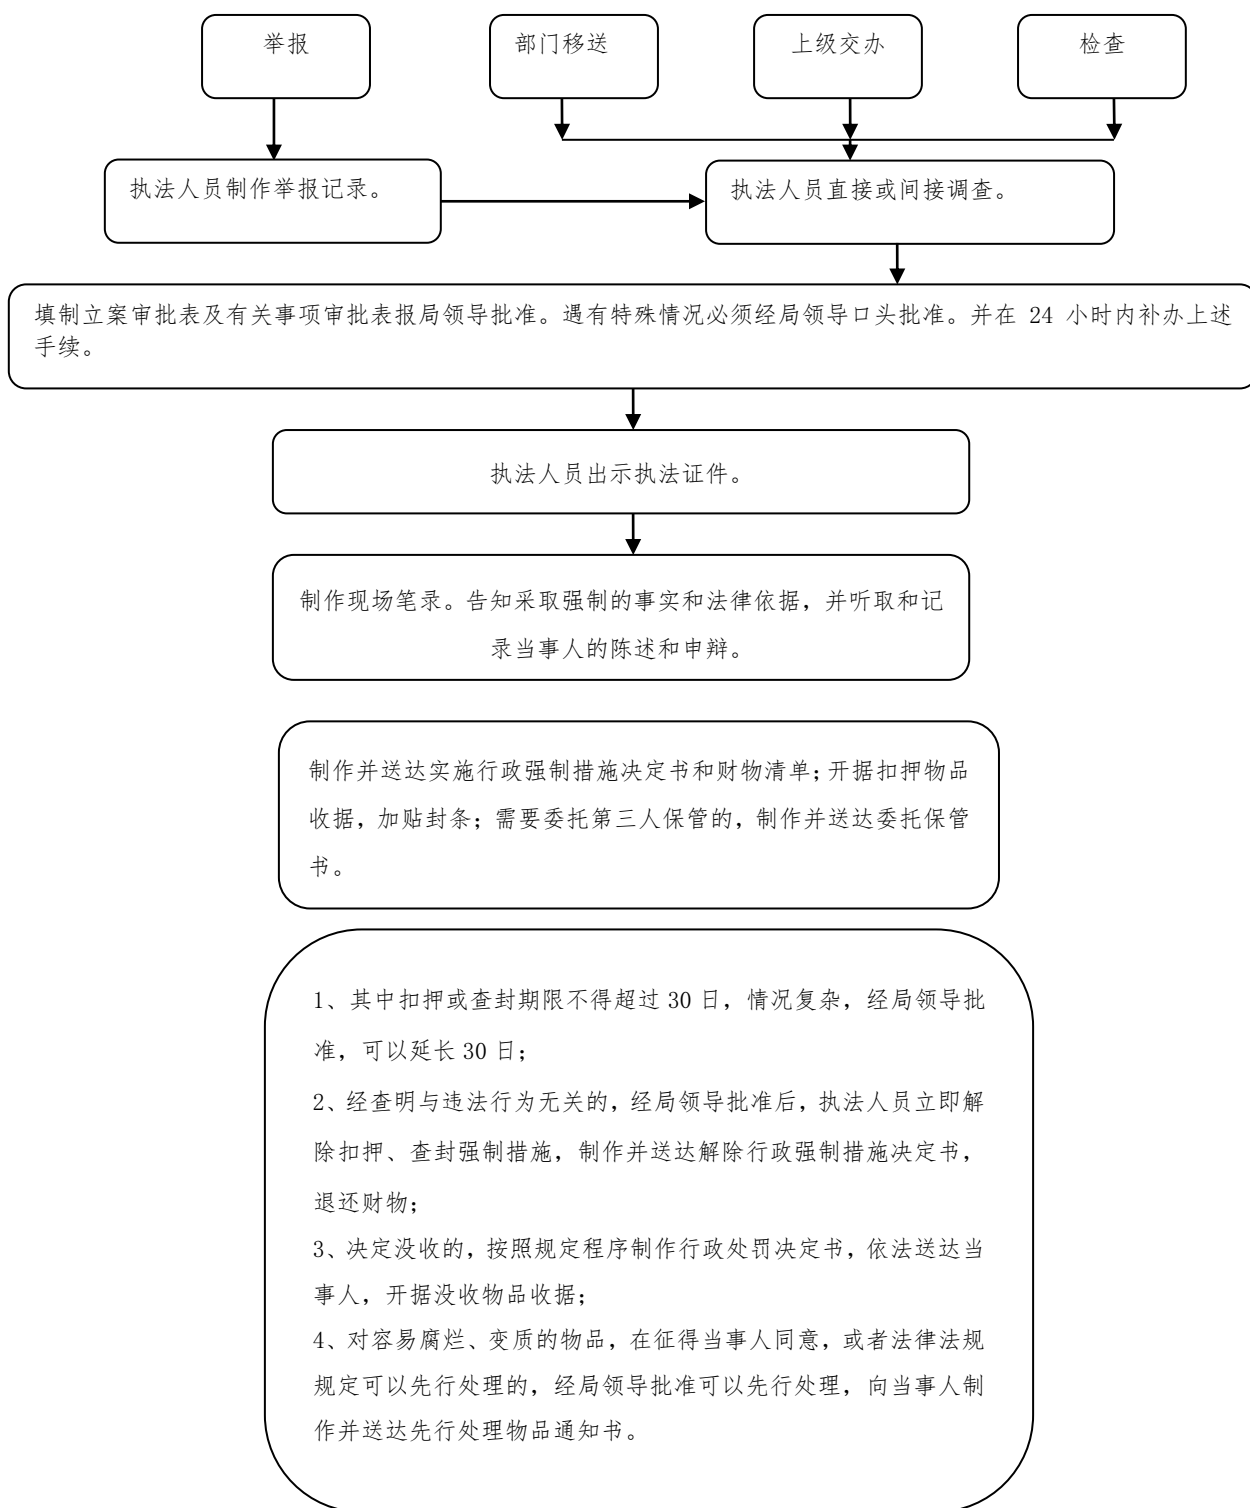 举报
部门移送
上级交办
检查
执法人员制作举报记录。
执法人员直接或间接调查。
填制立案审批表及有关事项审批表报局领导批准。遇有特殊情况必须经局领导口头批准。并在 24 小时内补办上述
手续。
执法人员出示执法证件。
制作现场笔录。告知采取强制的事实和法律依据，并听取和记
录当事人的陈述和申辩。
制作并送达实施行政强制措施决定书和财物清单；开据扣押物品
收据，加贴封条；需要委托第三人保管的，制作并送达委托保管
书。
1、其中扣押或查封期限不得超过 30 日，情况复杂，经局领导批
准，可以延长 30 日；
2、经查明与违法行为无关的，经局领导批准后，执法人员立即解
除扣押、查封强制措施，制作并送达解除行政强制措施决定书，
退还财物；
3、决定没收的，按照规定程序制作行政处罚决定书，依法送达当
事人，开据没收物品收据；
4、对容易腐烂、变质的物品，在征得当事人同意，或者法律法规
规定可以先行处理的，经局领导批准可以先行处理，向当事人制
作并送达先行处理物品通知书。